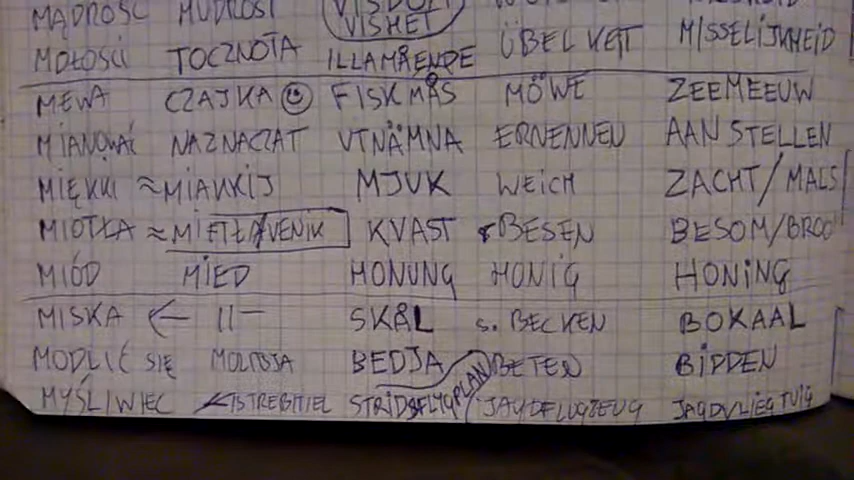 MĄDROŚĆ MUDROST VISDOM
VISHET
MDŁOŚCI TOCZNOTA ILLAMÅENDE ÜBELKEIT MISSELIJKHEID
MEWA CZAJKA FISKMÅS MÖWE ZEEMEEUW
MIANOWAĆ NAZNACZAT UTNÄMNA ERNENNEN AANSTELLEN
MIĘKKI ≈ MIAHKIJ MJUK WEICH ZACHT/MALS
MIOTŁA ≈ MIETŁA/VENIK KVAST BESEN BESOM/BROO
MIÓD MIED HONUNG HONIG HONING
MISKA ← 11 — SKÅL S. BECKEN BOKAAL
MODLIĆ SIĘ MOLITSJA BEDJA BETEN BIDDEN
MYŚLIWIEC ISTREBITIEL STRIDSFLYGPLAN JAGDFLUGZEUG JAGDVLIEGTUIG